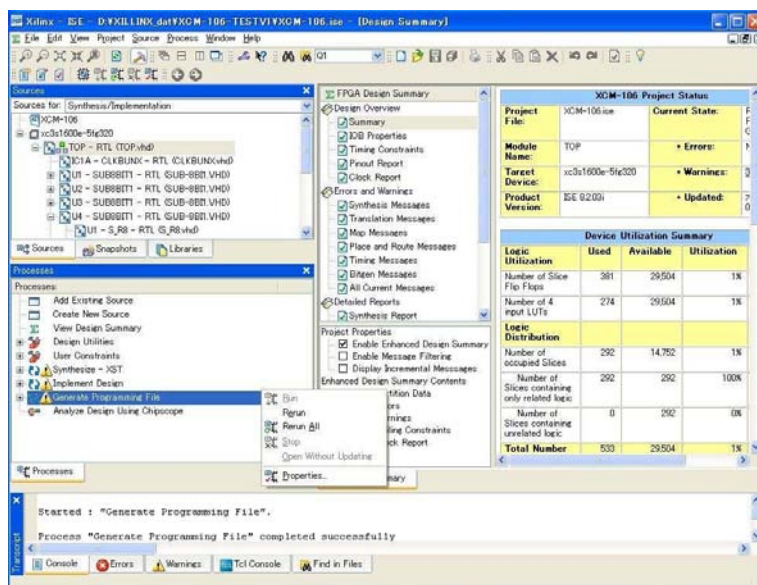 Xilinx - ISE - D:¥XILLINX_dat¥XCM-106-TESTV1¥XCM-106.ise - [Design Summary]
File Edit View Project Source Process Window Help
Q1
Sources
Sources for: Synthesis/Implementation
XCM-106
xc3s1600e-5fg320
TOP - RTL (TOP.vhd)
IC1A - CLKBUNX - RTL (CLKBUNX.vhd)
U1 - SUB8BIT1 - RTL (SUB-8BIT.VHD)
U2 - SUB8BIT1 - RTL (SUB-8BIT.VHD)
U3 - SUB8BIT1 - RTL (SUB-8BIT.VHD)
U4 - SUB8BIT1 - RTL (SUB-8BIT.VHD)
U1 - S_R8 - RTL (S_R8.vhd)
Sources Snapshots Libraries
Processes
Processes:
Add Existing Source
Create New Source
View Design Summary
Design Utilities
User Constraints
Synthesize - XST
Implement Design
Generate Programming File
Analyze Design Using Chipscope
Processes
Run
Rerun
Rerun All
Stop
Open Without Updating
Properties...
FPGA Design Summary
Design Overview
Summary
IOB Properties
Timing Constraints
Pinout Report
Clock Report
Errors and Warnings
Synthesis Messages
Translation Messages
Map Messages
Place and Route Messages
Timing Messages
Bitgen Messages
All Current Messages
Detailed Reports
Synthesis Report
Project Properties
Enable Enhanced Design Summary
Enable Message Filtering
Display Incremental Messages
Enhanced Design Summary Contents
tition Data
ors
rnings
ling Constraints
ck Report
mary
XCM-106 Project Status
Project File: XCM-106.ise Current State:
Module Name: TOP • Errors:
Target Device: xc3s1600e-5fg320 • Warnings:
Product Version: ISE 8.2.03i • Updated:
Device Utilization Summary
Logic Utilization Used Available Utilization
Number of Slice Flip Flops 381 29,504 1%
Number of 4 input LUTs 274 29,504 1%
Logic Distribution
Number of occupied Slices 292 14,752 1%
Number of Slices containing only related logic 292 292 100%
Number of Slices containing unrelated logic 0 292 0%
Total Number 533 29,504 1%
Started : "Generate Programming File".
Process "Generate Programming File" completed successfully
Transcript
Console Errors Warnings Tcl Console Find in Files